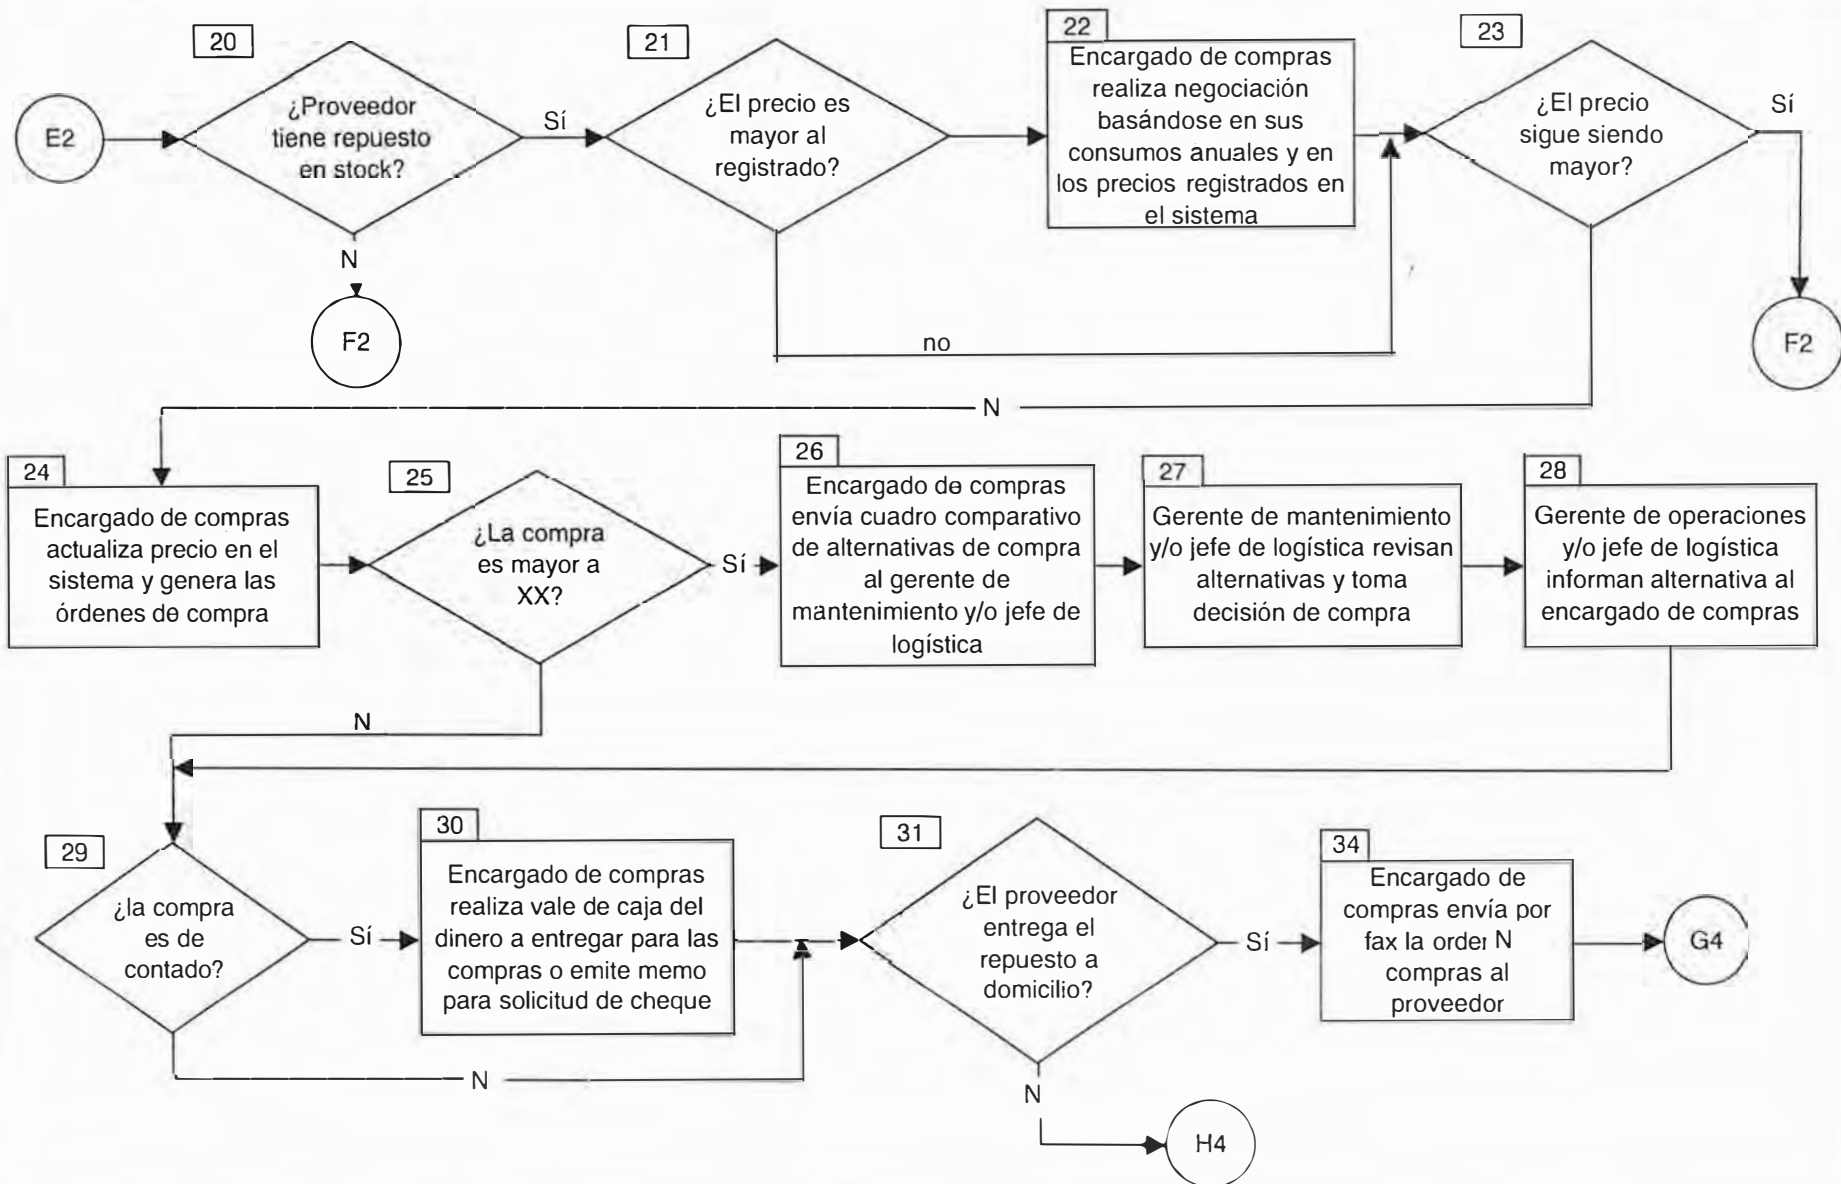 20
E2
¿Proveedor
tiene repuesto
en stock?
Sí
N
F2
21
¿El precio es
mayor al
registrado?
no
22
Encargado de compras
realiza negociación
basándose en sus
consumos anuales y en
los precios registrados en
el sistema
23
¿El precio
sigue siendo
mayor?
Sí
F2
N
24
Encargado de compras
actualiza precio en el
sistema y genera las
órdenes de compra
25
¿La compra
es mayor a
XX?
Sí
N
26
Encargado de compras
envía cuadro comparativo
de alternativas de compra
al gerente de
mantenimiento y/o jefe de
logística
27
Gerente de mantenimiento
y/o jefe de logística revisan
alternativas y toma
decisión de compra
28
Gerente de operaciones
y/o jefe de logística
informan alternativa al
encargado de compras
29
¿la compra
es de
contado?
Sí
N
30
Encargado de compras
realiza vale de caja del
dinero a entregar para las
compras o emite memo
para solicitud de cheque
31
¿El proveedor
entrega el
repuesto a
domicilio?
Sí
N
H4
34
Encargado de
compras envía por
fax la order N
compras al
proveedor
G4